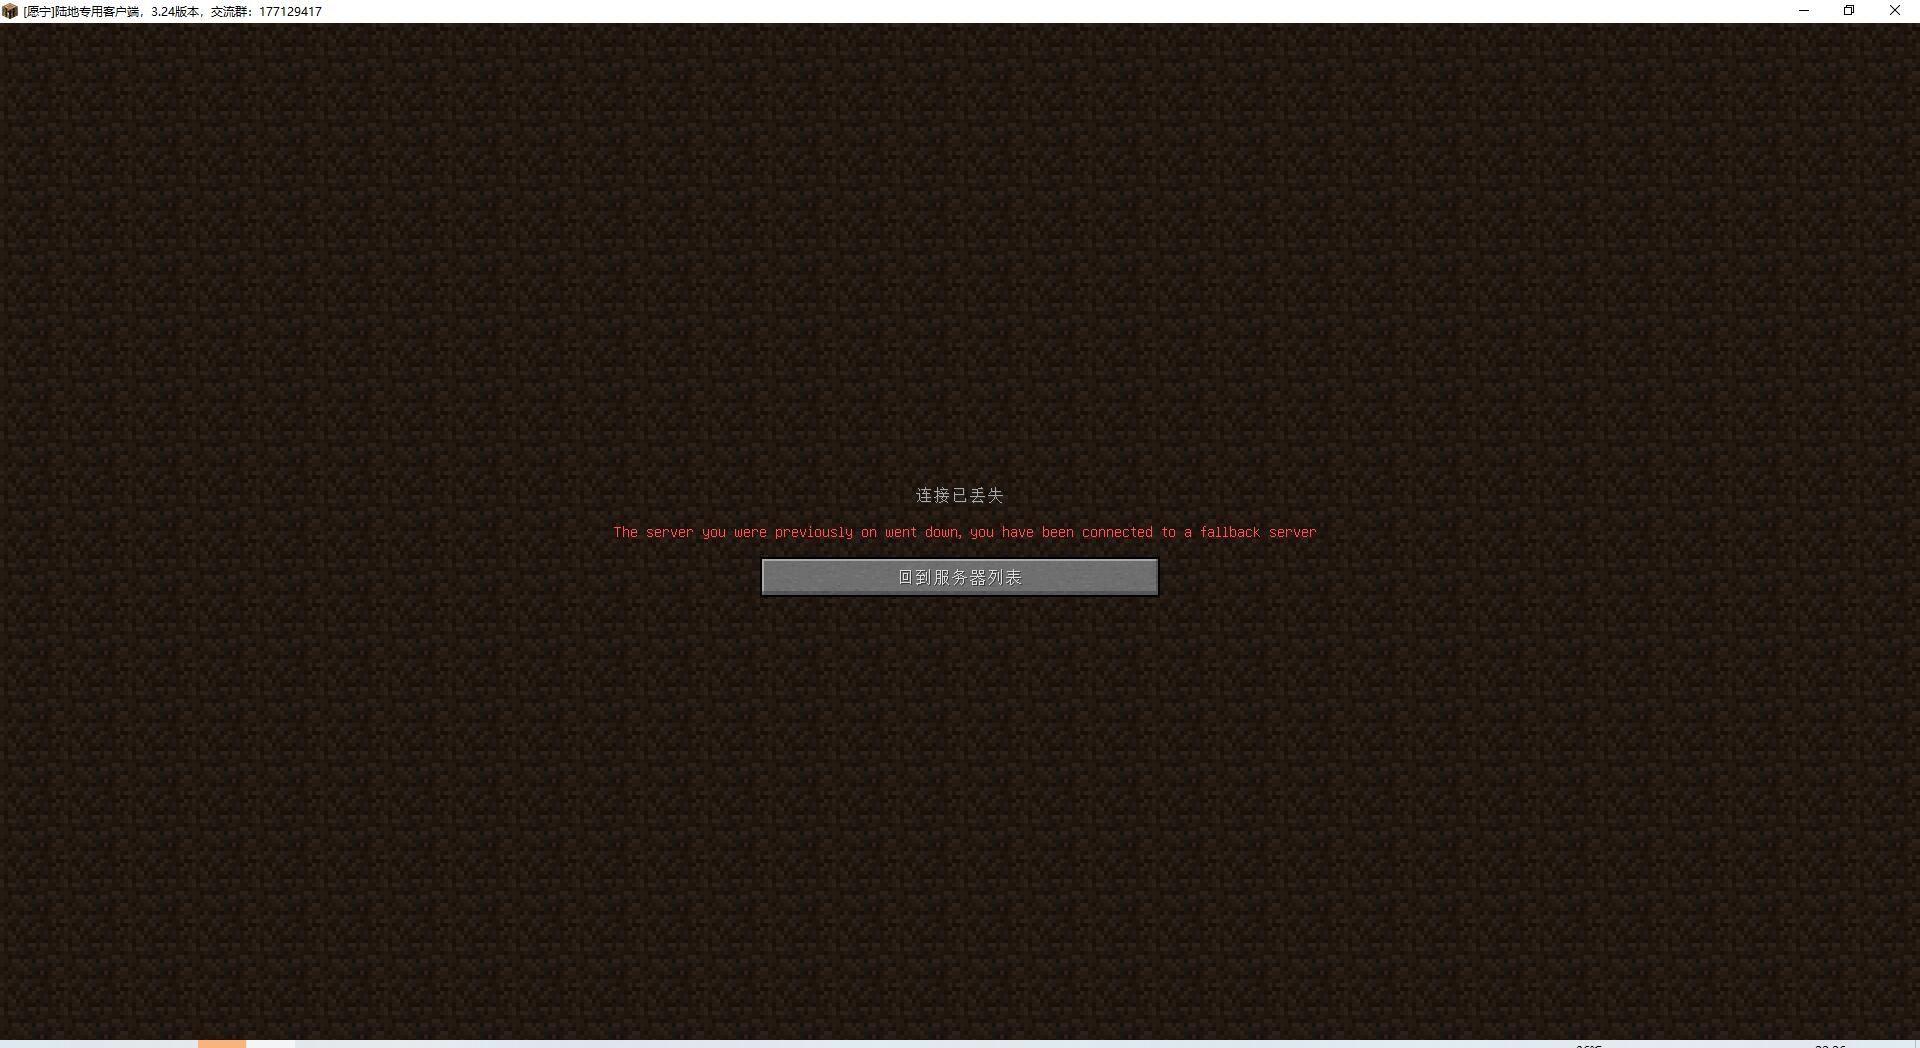 [愿宁]陆地专用客户端，3.24版本，交流群：177129417
连接已丢失
The server you were previously on went down, you have been connected to a fallback server
回到服务器列表